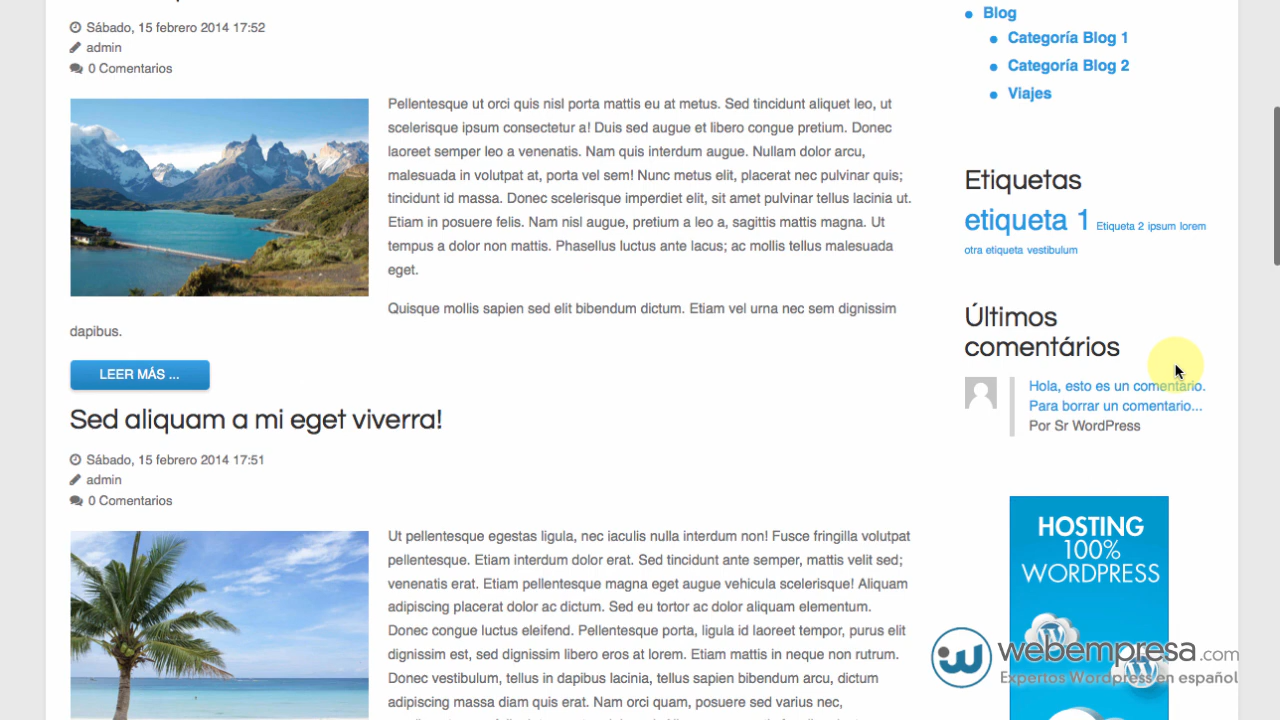 Sábado, 15 febrero 2014 17:52
admin
0 Comentarios
Pellentesque ut orci quis nisl porta mattis eu at metus. Sed tincidunt aliquet leo, ut
scelerisque ipsum consectetur a! Duis sed augue et libero congue pretium. Donec
laoreet semper leo a venenatis. Nam quis interdum augue. Nullam dolor arcu,
malesuada in volutpat at, porta vel sem! Nunc metus elit, placerat nec pulvinar quis;
tincidunt id massa. Donec scelerisque imperdiet elit, sit amet pulvinar tellus lacinia ut.
Etiam in posuere felis. Nam nisl augue, pretium a leo a, sagittis mattis magna. Ut
tempus a dolor non mattis. Phasellus luctus ante lacus; ac mollis tellus malesuada
eget.
Quisque mollis sapien sed elit bibendum dictum. Etiam vel urna nec sem dignissim
dapibus.
LEER MÁS ...
Sed aliquam a mi eget viverra!
Sábado, 15 febrero 2014 17:51
admin
0 Comentarios
Ut pellentesque egestas ligula, nec iaculis nulla interdum non! Fusce fringilla volutpat
pellentesque. Etiam interdum dolor erat. Sed tincidunt ante semper, mattis velit sed;
venenatis erat. Etiam pellentesque magna eget augue vehicula scelerisque! Aliquam
adipiscing placerat dolor ac dictum. Sed eu tortor ac dolor aliquam elementum.
Donec congue luctus eleifend. Pellentesque porta, ligula id laoreet tempor, purus elit
dignissim est, sed dignissim libero eros at lorem. Etiam mattis in neque non rutrum.
Donec vestibulum, tellus in dapibus lacinia, tellus sapien bibendum arcu, dictum
adipiscing massa diam quis erat. Nam orci quam, posuere sed varius nec,
Blog
Categoría Blog 1
Categoría Blog 2
Viajes
Etiquetas
etiqueta 1 Etiqueta 2 ipsum lorem
otra etiqueta vestibulum
Últimos
comentários
Hola, esto es un comentario.
Para borrar un comentario...
Por Sr WordPress
HOSTING
100%
WORDPRESS
webempresa.com
Expertos Wordpress en español